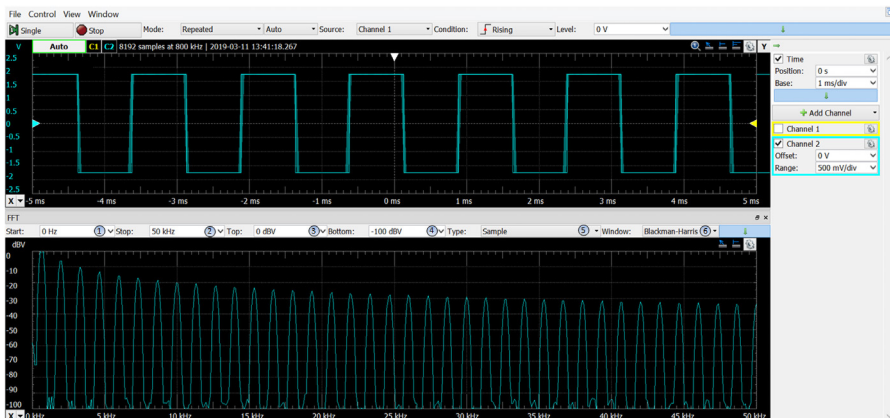 File Control View Window
Single Stop Mode: Repeated Auto Source: Channel 1 Condition: Rising Level: 0 V
V Auto C1 C2 8192 samples at 800 kHz | 2019-03-11 13:41:18.267 Y
2.5
2
1.5
1
0.5
0
-0.5
-1
-1.5
-2
-2.5
X -5 ms -4 ms -3 ms -2 ms -1 ms 0 ms 1 ms 2 ms 3 ms 4 ms 5 ms
Time
Position: 0 s
Base: 1 ms/div
Add Channel
Channel 1
Channel 2
Offset: 0 V
Range: 500 mV/div
FFT
Start: 0 Hz 1 Stop: 50 kHz 2 Top: 0 dBV 3 Bottom: -100 dBV 4 Type: Sample 5 Window: Blackman-Harris 6
dBV
0
-10
-20
-30
-40
-50
-60
-70
-80
-90
-100
X 0 kHz 5 kHz 10 kHz 15 kHz 20 kHz 25 kHz 30 kHz 35 kHz 40 kHz 45 kHz 50 kHz